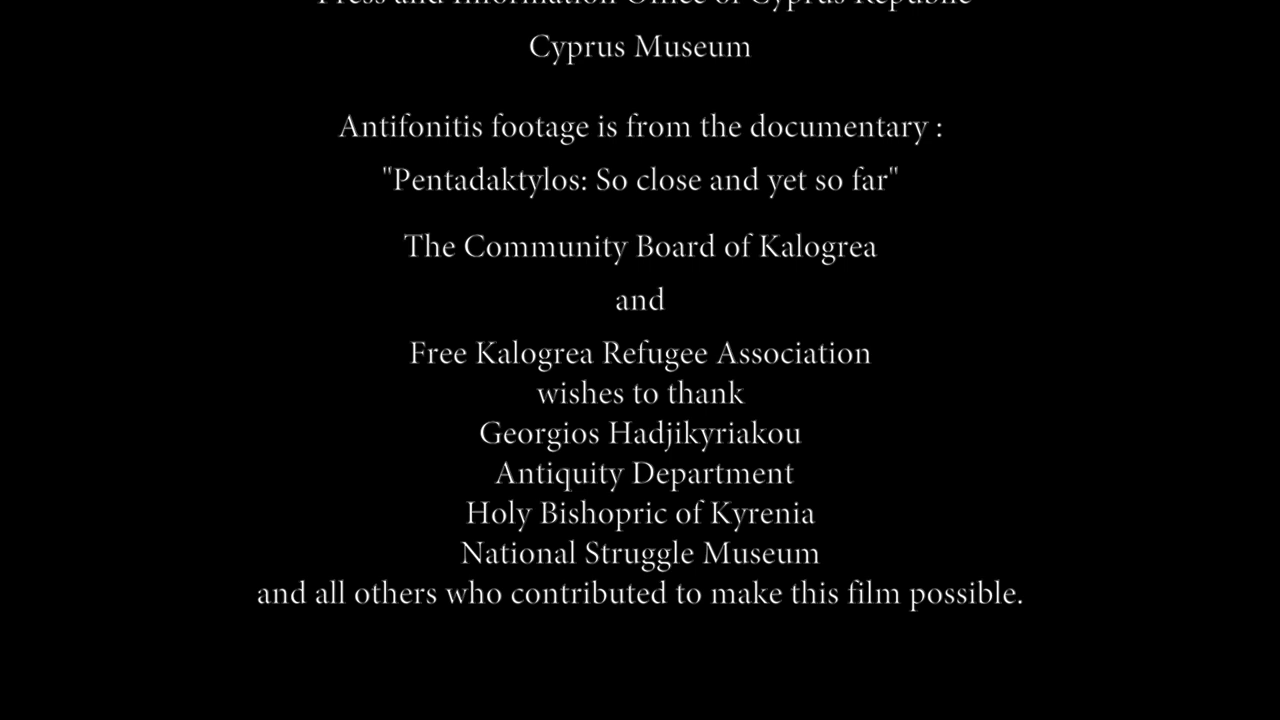 Press and Information Office of Cyprus Republic
Cyprus Museum
Antifonitis footage is from the documentary :
"Pentadaktylos: So close and yet so far"
The Community Board of Kalogrea
and
Free Kalogrea Refugee Association
wishes to thank
Georgios Hadjikyriakou
Antiquity Department
Holy Bishopric of Kyrenia
National Struggle Museum
and all others who contributed to make this film possible.